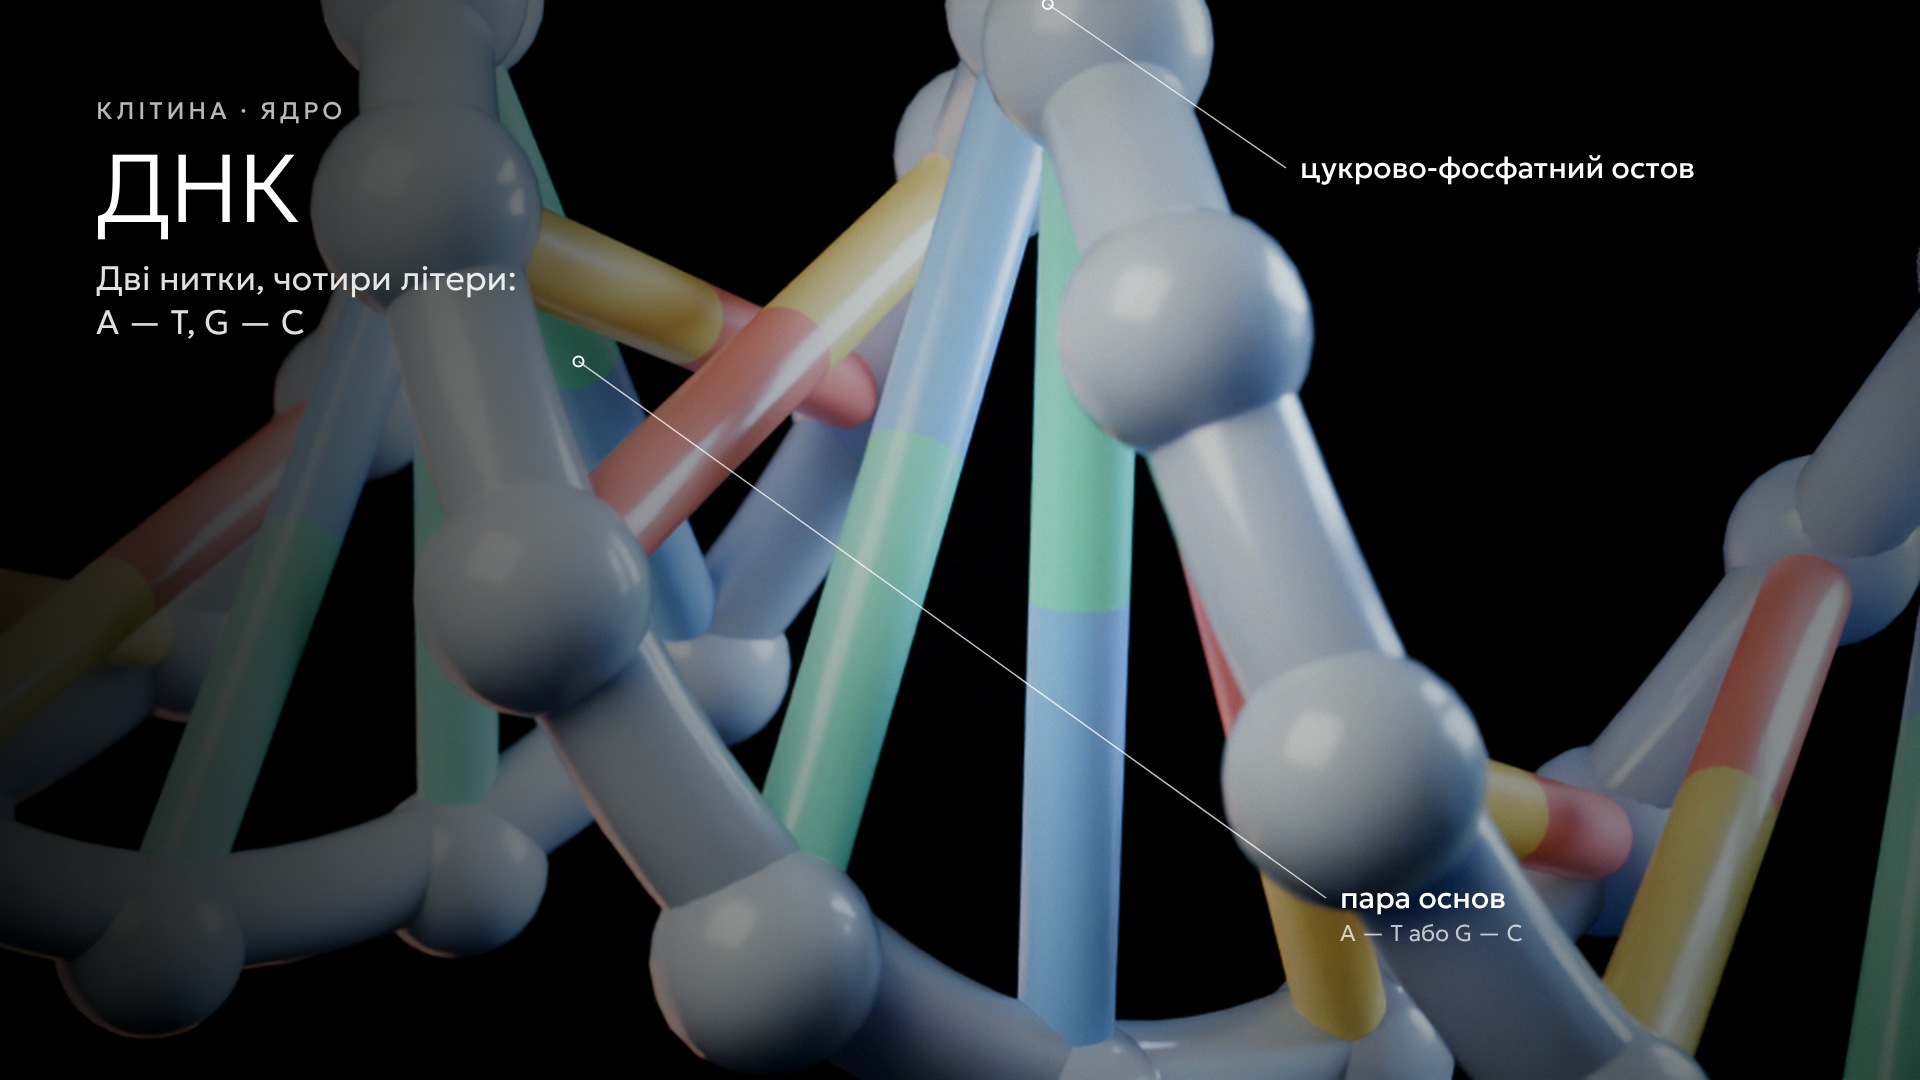 КЛІТИНА · ЯДРО
ДНК
Дві нитки, чотири літери:
A — T, G — C
цукрово-фосфатний остов
пара основ
A — T або G — C